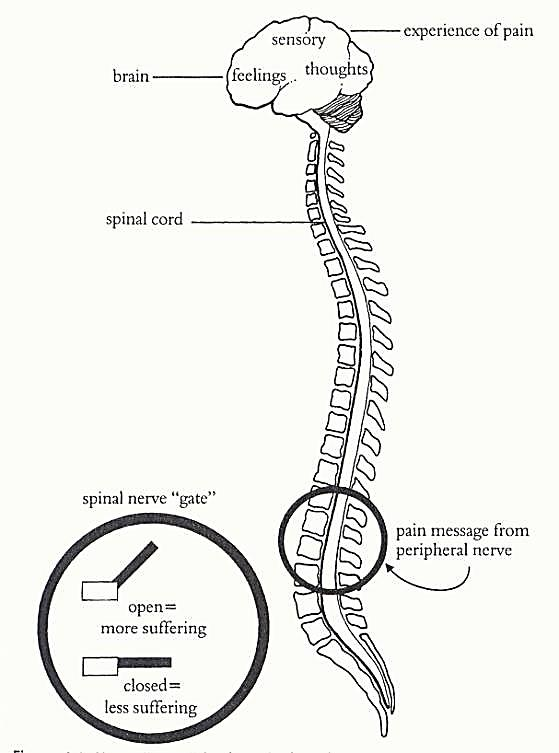 sensory
experience of pain
brain
feelings
thoughts
spinal cord
spinal nerve “gate”
pain message from
peripheral nerve
open=
more suffering
closed=
less suffering